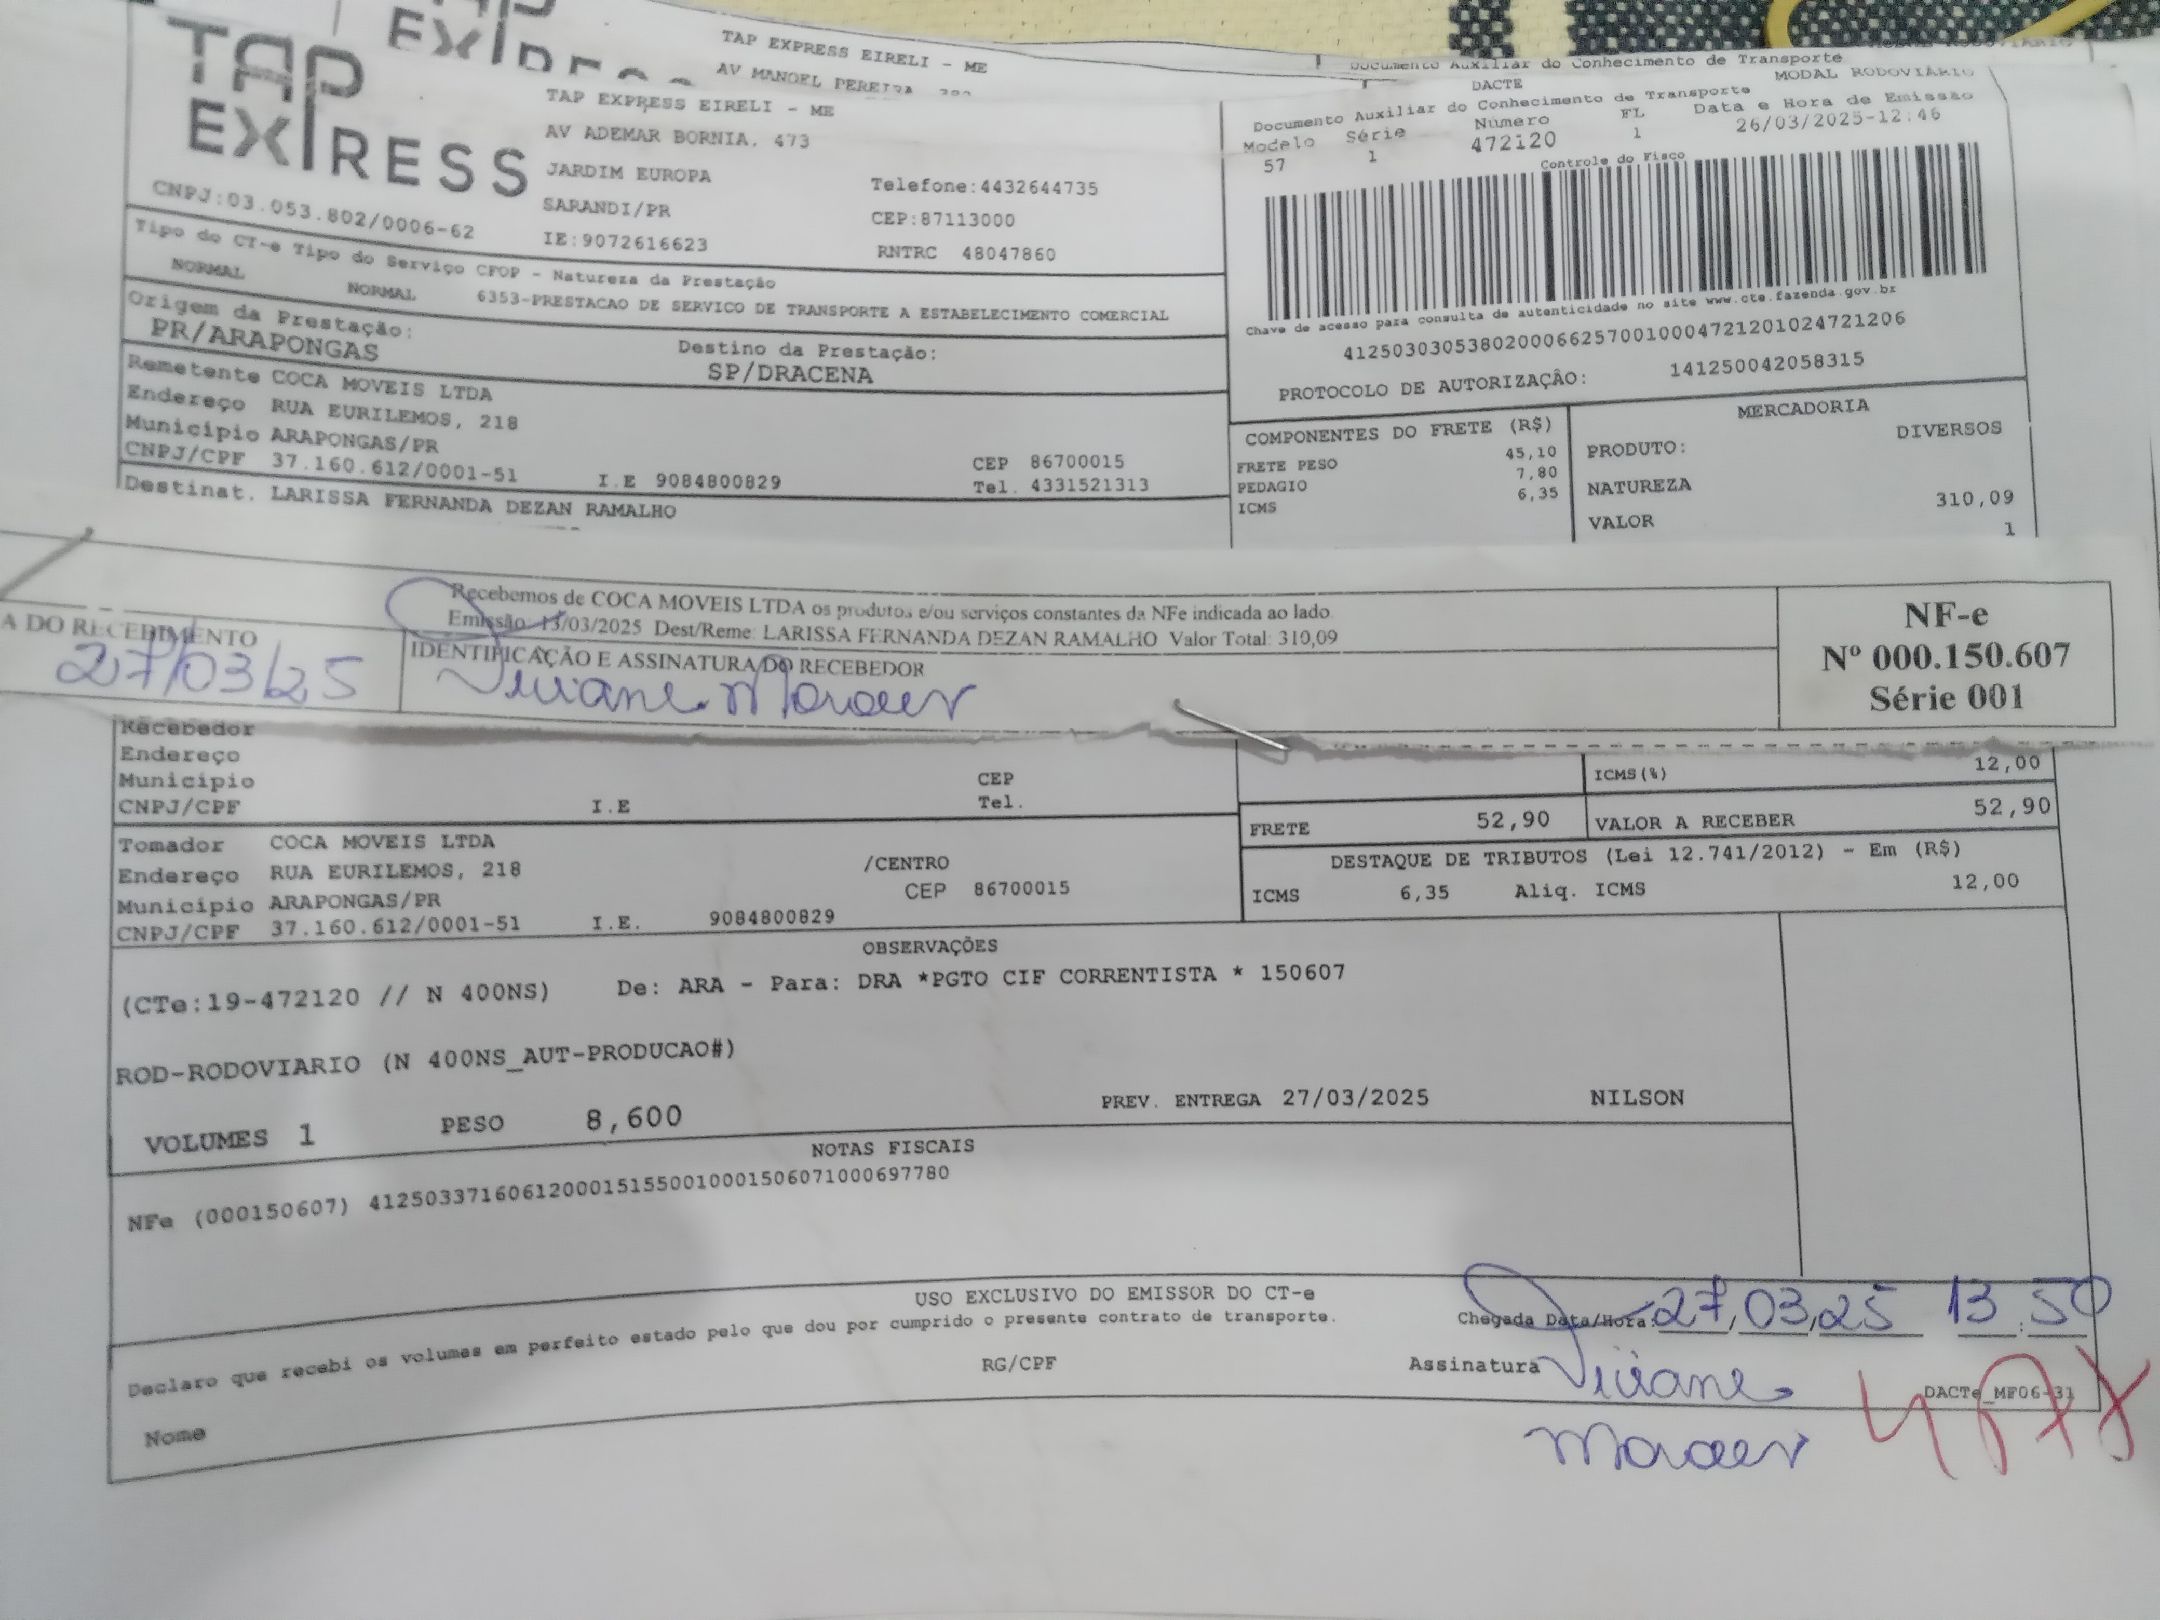 TAP EXPRESS EIRELI - ME
AV MANOEL PEREIRA
Documento Auxiliar do Conhecimento de Transporte
MODAL RODOVIÁRIO
TAP
EXPRESS
TAP EXPRESS EIRELI - ME
AV ADEMAR BORNIA, 473
JARDIM EUROPA
Telefone:4432644735
SARANDI/PR
CEP:87113000
CNPJ:03.053.802/0006-62
IE:9072616623
RNTRC 48047860
DACTE
Documento Auxiliar do Conhecimento de Transporte
Modelo Série Número FL Data e Hora de Emissão
57 1 472120 1 26/03/2025-12:46
Controle do Fisco
Chave de acesso para consulta de autenticidade no site www.cte.fazenda.gov.br
41250303053802000662570010004721201024721206
PROTOCOLO DE AUTORIZAÇÃO: 141250042058315
Tipo do CT-e Tipo do Serviço CFOP - Natureza da Prestação
NORMAL NORMAL 6353-PRESTACAO DE SERVICO DE TRANSPORTE A ESTABELECIMENTO COMERCIAL
Origem da Prestação: Destino da Prestação:
PR/ARAPONGAS SP/DRACENA
Remetente COCA MOVEIS LTDA
Endereço RUA EURILEMOS, 218
Município ARAPONGAS/PR CEP 86700015
CNPJ/CPF 37.160.612/0001-51 I.E 9084800829 Tel. 4331521313
Destinat. LARISSA FERNANDA DEZAN RAMALHO
COMPONENTES DO FRETE (R$)
FRETE PESO 45,10
PEDAGIO 7,80
ICMS 6,35
MERCADORIA
PRODUTO: DIVERSOS
NATUREZA
VALOR 310,09
1
Recebemos de COCA MOVEIS LTDA os produtos e/ou serviços constantes da NFe indicada ao lado.
Emissão 13/03/2025 Dest/Reme: LARISSA FERNANDA DEZAN RAMALHO Valor Total: 310,09
A DO RECEBIMENTO IDENTIFICAÇÃO E ASSINATURA DO RECEBEDOR
27/03/25 Viviane Moraes
NF-e
Nº 000.150.607
Série 001
Recebedor
Endereço
Município CEP
CNPJ/CPF I.E Tel.
ICMS(%) 12,00
FRETE 52,90 VALOR A RECEBER 52,90
Tomador COCA MOVEIS LTDA
Endereço RUA EURILEMOS, 218 /CENTRO
Município ARAPONGAS/PR CEP 86700015
CNPJ/CPF 37.160.612/0001-51 I.E. 9084800829
DESTAQUE DE TRIBUTOS (Lei 12.741/2012) - Em (R$)
ICMS 6,35 Aliq. ICMS 12,00
OBSERVAÇÕES
(CTe:19-472120 // N 400NS) De: ARA - Para: DRA *PGTO CIF CORRENTISTA * 150607
ROD-RODOVIARIO (N 400NS_AUT-PRODUCAO#)
VOLUMES 1 PESO 8,600 PREV. ENTREGA 27/03/2025 NILSON
NOTAS FISCAIS
NFe (000150607) 41250337160612000151550010001506071000697780
USO EXCLUSIVO DO EMISSOR DO CT-e
Declaro que recebi os volumes em perfeito estado pelo que dou por cumprido o presente contrato de transporte.
Chegada Data/Hora: 27,03,25 13:50
Nome RG/CPF Assinatura Viviane
Moraes
DACTe_MF06-31